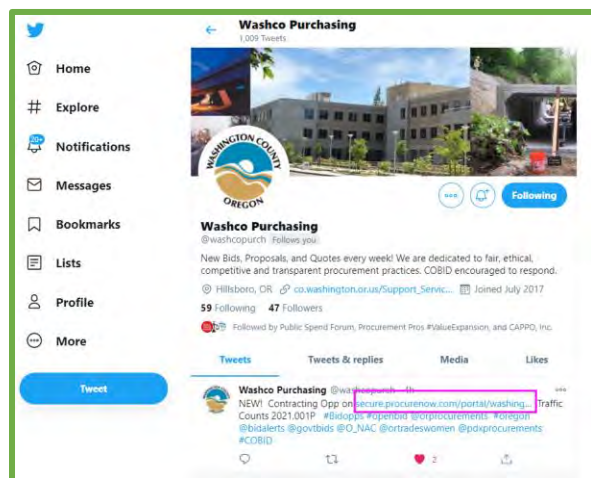 Washco Purchasing
1,009 Tweets
Home
Explore
20+
Notifications
Messages
Bookmarks
Lists
Profile
More
Tweet
WASHINGTON COUNTY
OREGON
Following
Washco Purchasing
@washcopurch Follows you
New Bids, Proposals, and Quotes every week! We are dedicated to fair, ethical,
competitive and transparent procurement practices. COBID encouraged to respond.
Hillsboro, OR co.washington.or.us/Support_Servic... Joined July 2017
59 Following 47 Followers
Followed by Public Spend Forum, Procurement Pros #ValueExpansion, and CAPPO, Inc.
Tweets Tweets & replies Media Likes
Washco Purchasing @washcopurch · 4h
NEW! Contracting Opp on secure.procurenow.com/portal/washing... Traffic
Counts 2021.001P #Bidopps #openbid @orprocurements #oregon
@bidalerts @govtbids @O_NAC @ortradeswomen @pdxprocurements
#COBID
2